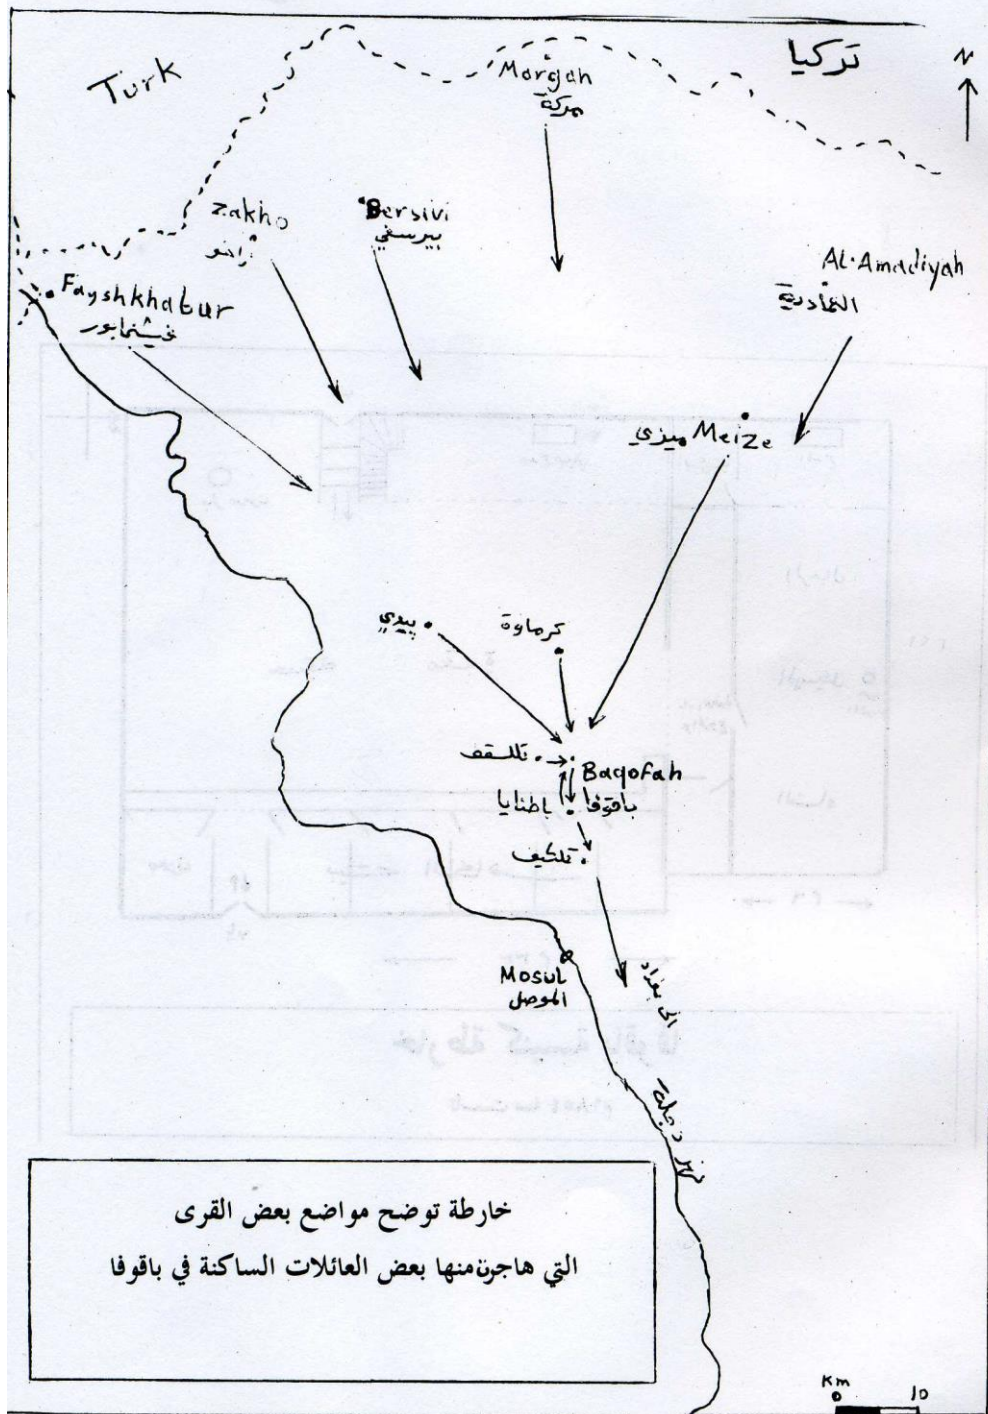 Turk
تركيا
N
Margah
مركة
Zakho
زاخو
Bersivi
بيرسفي
AL-Amadiyah
العمادية
Fayshkhabur
فيشخابور
ميزي Meize
بيدي
كرماوة
تللسقف
Baqofah
باقوفا
باطنايا
تلكيف
Mosul
الموصل
الى بغداد
نهر دجلة
خارطة توضح مواضع بعض القرى
التي هاجرت منها بعض العائلات الساكنة في باقوفا
Km
0 10